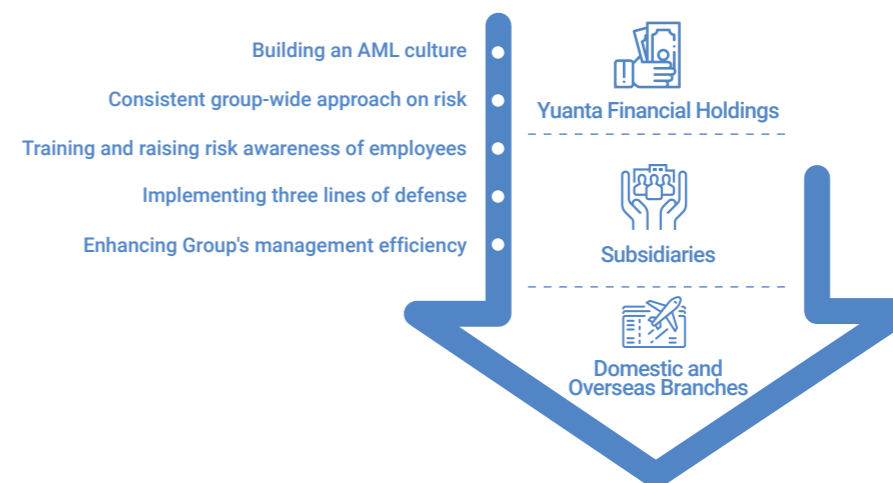 Building an AML culture
Consistent group-wide approach on risk
Training and raising risk awareness of employees
Implementing three lines of defense
Enhancing Group's management efficiency
Yuanta Financial Holdings
Subsidiaries
Domestic and
Overseas Branches